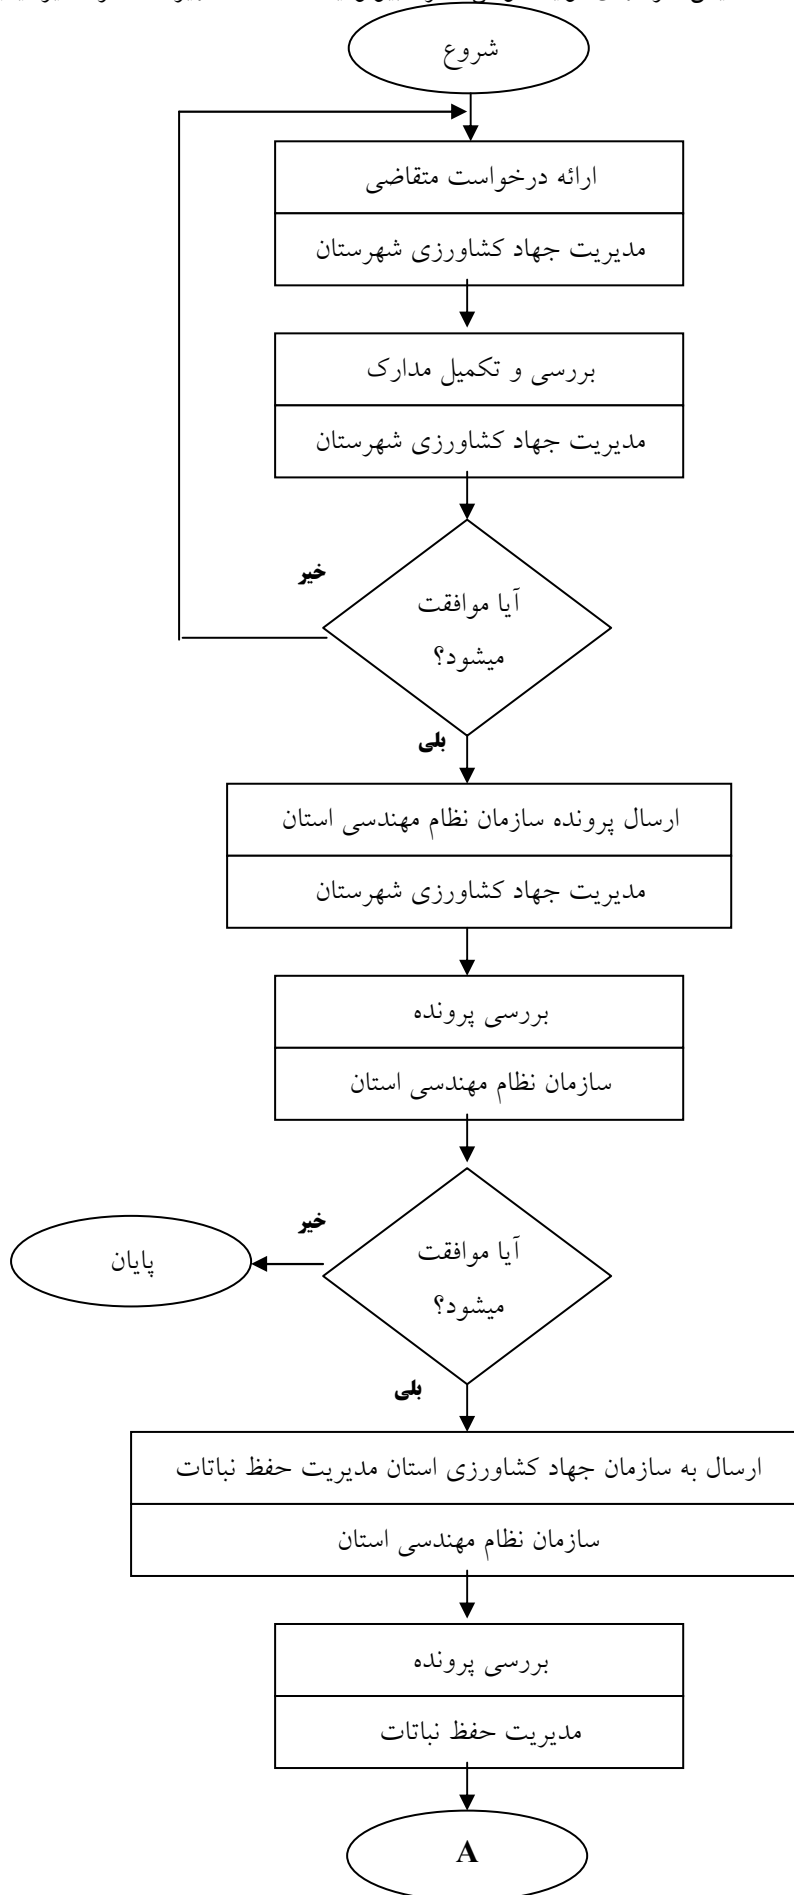 شروع
ارائه درخواست متقاضی
مدیریت جهاد کشاورزی شهرستان
بررسی و تکمیل مدارک
مدیریت جهاد کشاورزی شهرستان
خیر
آیا موافقت
میشود؟
بلی
ارسال پرونده سازمان نظام مهندسی استان
مدیریت جهاد کشاورزی شهرستان
بررسی پرونده
سازمان نظام مهندسی استان
خیر
آیا موافقت
میشود؟
پایان
بلی
ارسال به سازمان جهاد کشاورزی استان مدیریت حفظ نباتات
سازمان نظام مهندسی استان
بررسی پرونده
مدیریت حفظ نباتات
A